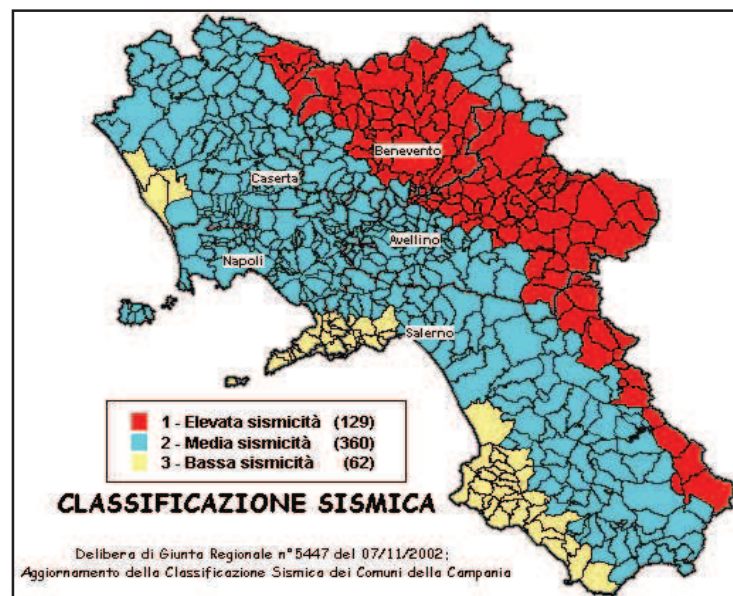 Benevento
Caserta
Avellino
Napoli
Salerno
1 - Elevata sismicità (129)
2 - Media sismicità (360)
3 - Bassa sismicità (62)
CLASSIFICAZIONE SISMICA
Delibera di Giunta Regionale n°5447 del 07/11/2002:
Aggiornamento della Classificazione Sismica dei Comuni della Campania